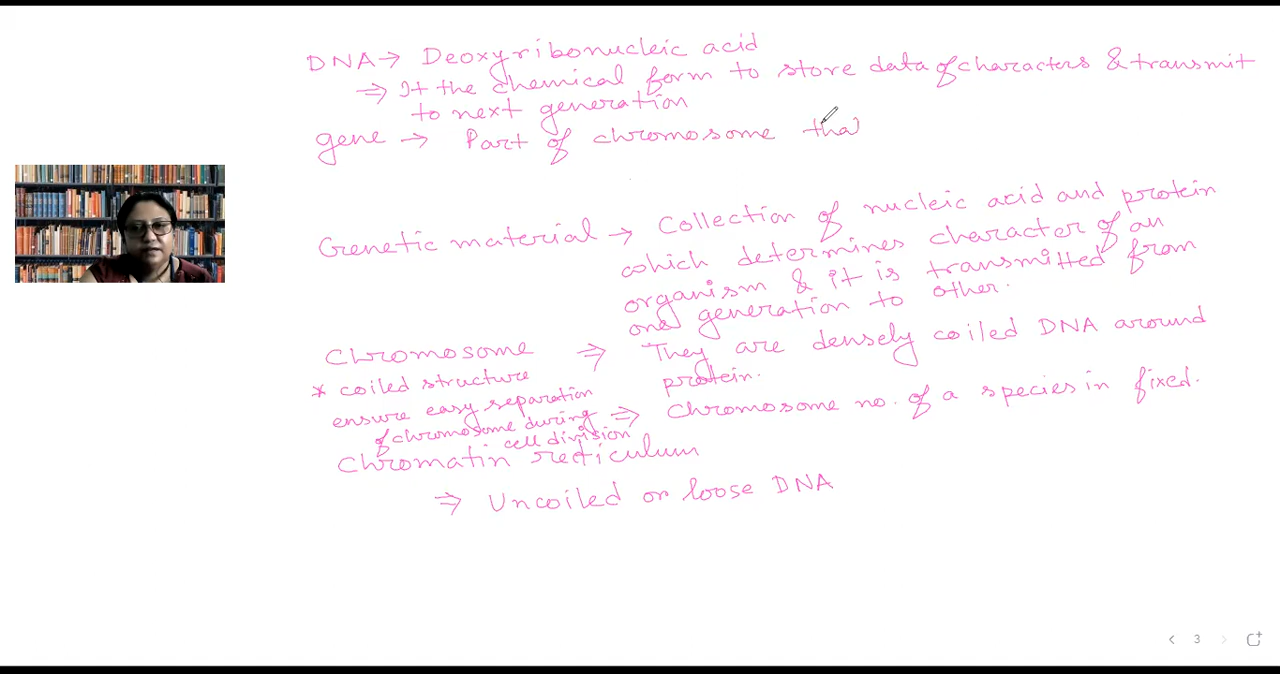 DNA → Deoxyribonucleic acid
⇒ It the chemical form to store data of characters & transmit
to next generation
gene → Part of chromosome tha
Genetic material → Collection of nucleic acid and protein
which determines character of an
organism & it is transmitted from
one generation to other.
Chromosome ⇒ They are densely coiled DNA around
protein.
* coiled structure
ensure easy separation
of chromosome during
cell division
⇒ Chromosome no. of a species in fixed.
Chromatin recticulum
⇒ Uncoiled or loose DNA
3